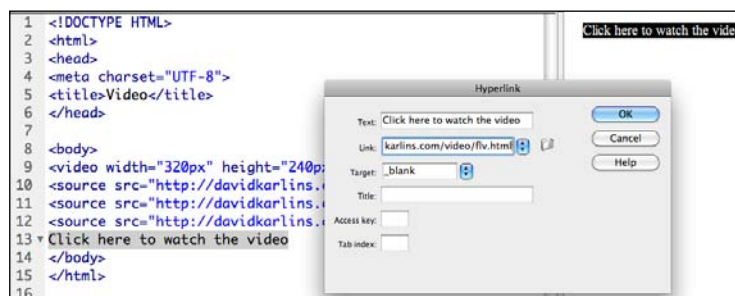 1 <!DOCTYPE HTML>
2 <html>
3 <head>
4 <meta charset="UTF-8">
5 <title>Video</title>
6 </head>
7
8 <body>
9 <video width="320px" height="240p
10 <source src="http://davidkarlins.
11 <source src="http://davidkarlins.
12 <source src="http://davidkarlins.
13 Click here to watch the video
14 </body>
15 </html>
16
Click here to watch the vide
Hyperlink
Text: Click here to watch the video
Link: karlins.com/video/flv.html
Target: _blank
Title:
Access key:
Tab index:
OK
Cancel
Help